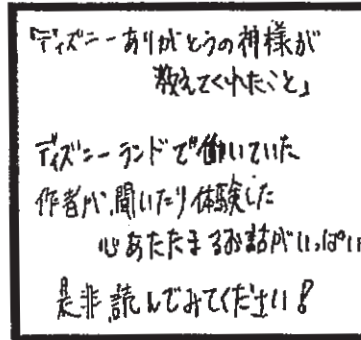 「ディズニーありがとうの神様が
教えてくれたこと」
ディズニーランドで働いていた
作者が、聞いたり体験した
心あたたまるお話がいっぱい
是非、読んでみてください!